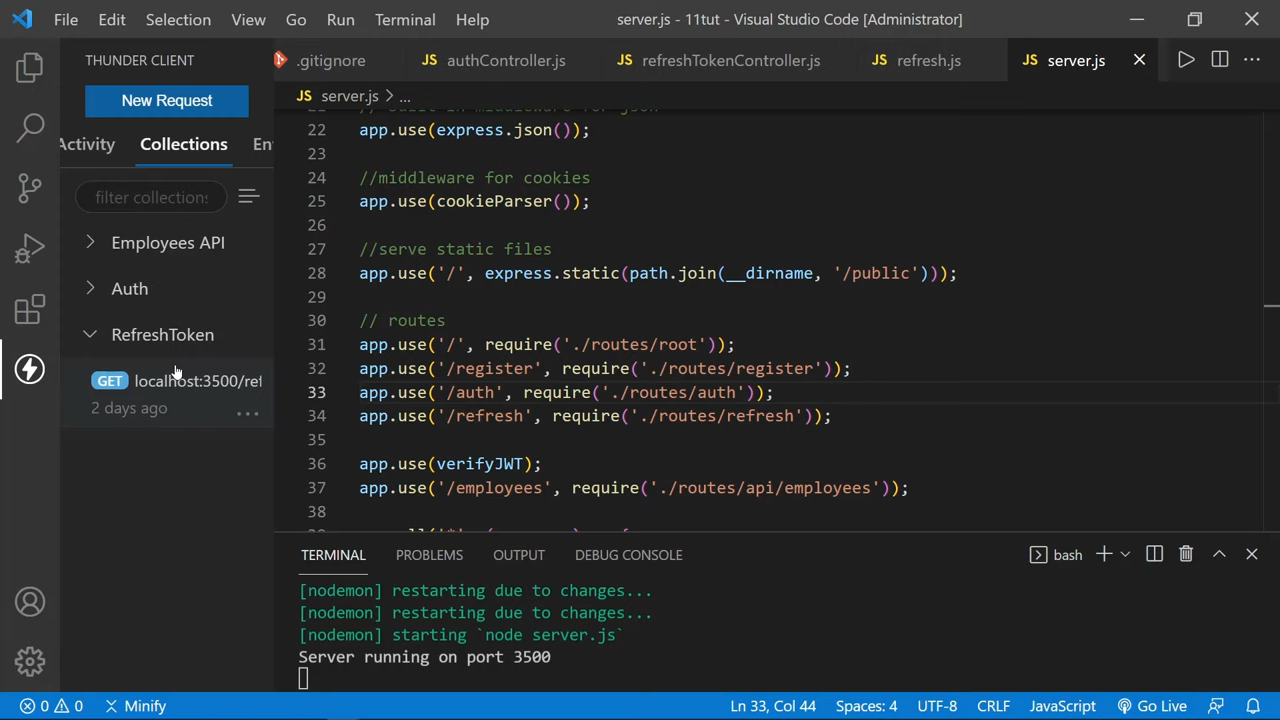 File Edit Selection View Go Run Terminal Help server.js - 11tut - Visual Studio Code [Administrator]
THUNDER CLIENT
New Request
Activity Collections En
filter collections
Employees API
Auth
RefreshToken
GET localhost:3500/ref
2 days ago
.gitignore JS authController.js JS refreshTokenController.js JS refresh.js JS server.js
JS server.js > ...
22 app.use(express.json());
23
24 //middleware for cookies
25 app.use(cookieParser());
26
27 //serve static files
28 app.use('/', express.static(path.join(__dirname, '/public')));
29
30 // routes
31 app.use('/', require('./routes/root'));
32 app.use('/register', require('./routes/register'));
33 app.use('/auth', require('./routes/auth'));
34 app.use('/refresh', require('./routes/refresh'));
35
36 app.use(verifyJWT);
37 app.use('/employees', require('./routes/api/employees'));
38
TERMINAL PROBLEMS OUTPUT DEBUG CONSOLE bash
[nodemon] restarting due to changes...
[nodemon] restarting due to changes...
[nodemon] starting `node server.js`
Server running on port 3500
0 0 Minify Ln 33, Col 44 Spaces: 4 UTF-8 CRLF JavaScript Go Live